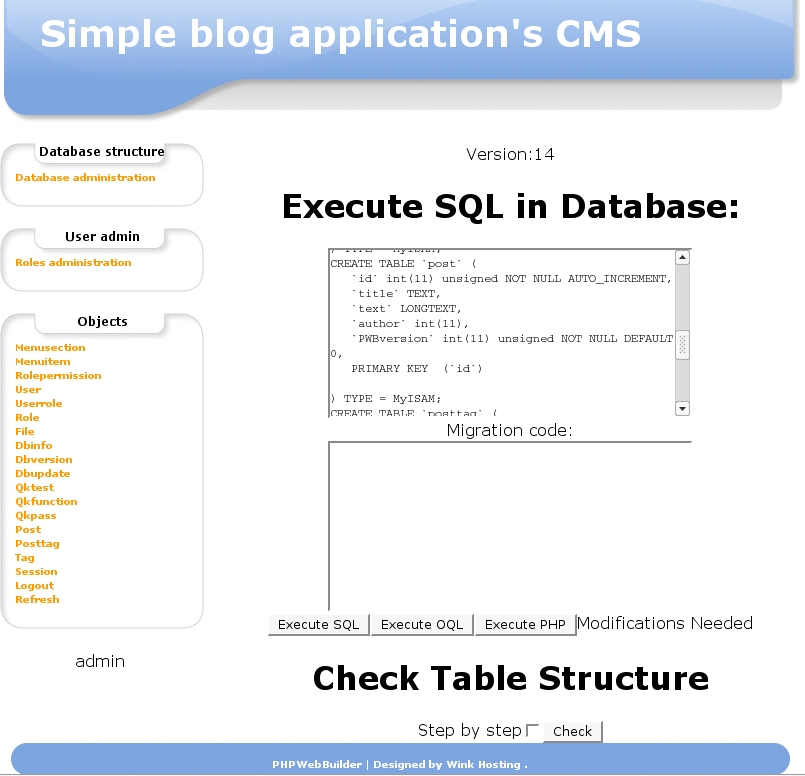 Simple blog application's CMS
Database structure
Database administration
User admin
Roles administration
Objects
Menusection
Menuitem
Rolepermission
User
Userrole
Role
File
Dbinfo
Dbversion
Dbupdate
Qktest
Qkfunction
Qkpass
Post
Posttag
Tag
Session
Logout
Refresh
admin
Version:14
Execute SQL in Database:
) TYPE = MyISAM;
CREATE TABLE `post` (
`id` int(11) unsigned NOT NULL AUTO_INCREMENT,
`title` TEXT,
`text` LONGTEXT,
`author` int(11),
`PWBversion` int(11) unsigned NOT NULL DEFAULT
0,
PRIMARY KEY  (`id`)
) TYPE = MyISAM;
CREATE TABLE `posttag` (
Migration code:
Execute SQL Execute OQL Execute PHP Modifications Needed
Check Table Structure
Step by step Check
PHPWebBuilder | Designed by Wink Hosting .